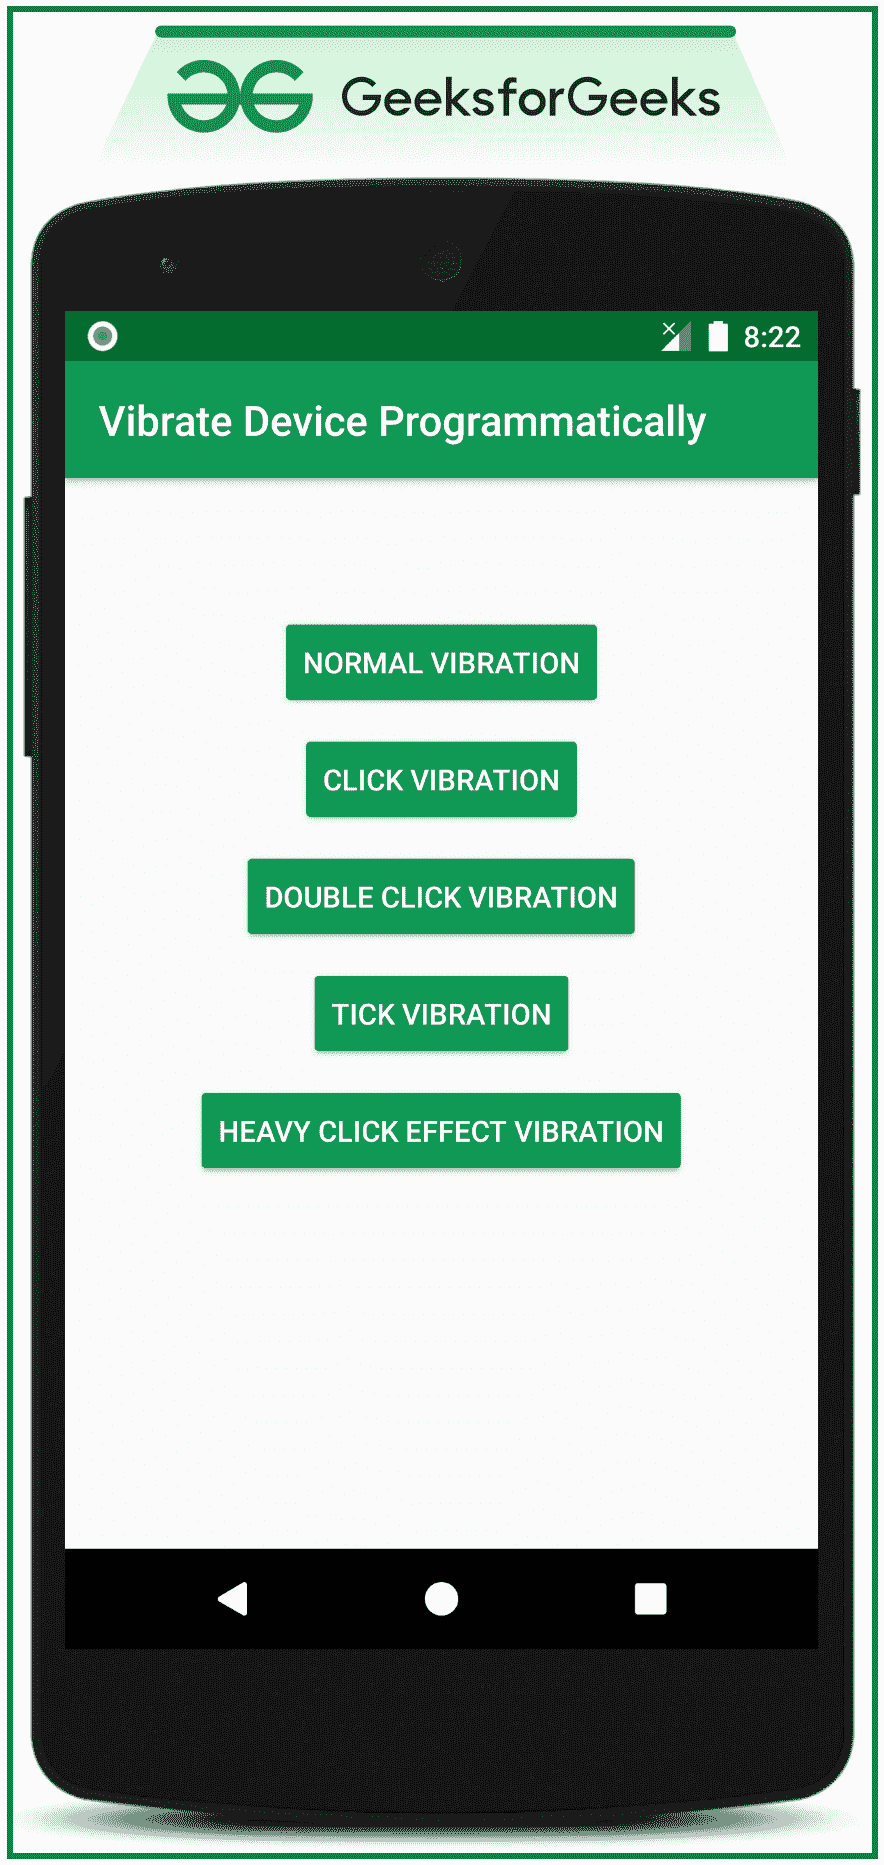 GeeksforGeeks
8:22
Vibrate Device Programmatically
NORMAL VIBRATION
CLICK VIBRATION
DOUBLE CLICK VIBRATION
TICK VIBRATION
HEAVY CLICK EFFECT VIBRATION